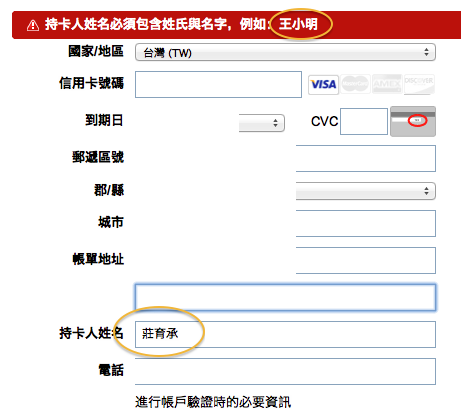 持卡人姓名必須包含姓氏與名字，例如：王小明
國家/地區 台灣 (TW)
信用卡號碼 VISA AMEX DISCOVER
到期日 CVC
郵遞區號
郡/縣
城市
帳單地址
持卡人姓名 莊育承
電話
進行帳戶驗證時的必要資訊